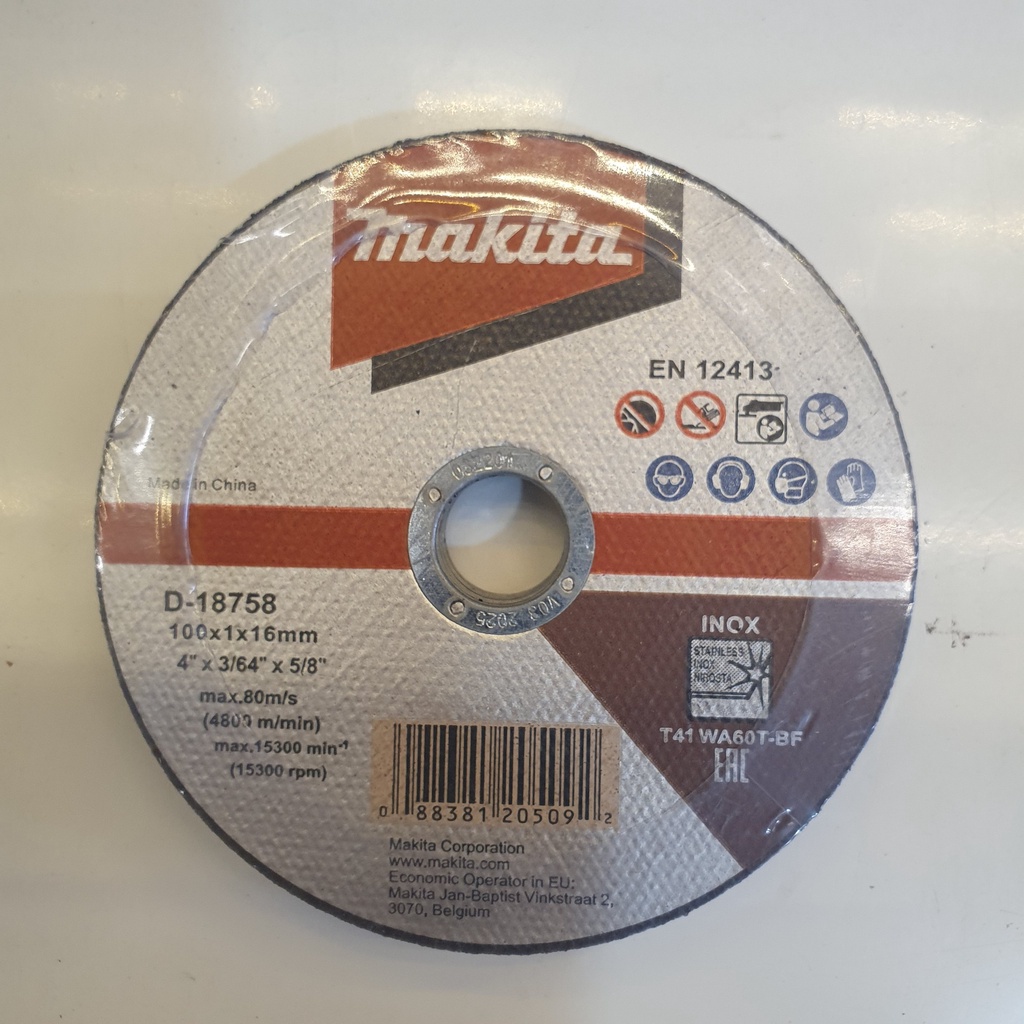 makita
EN 12413
Made in China
V03 2025
D-18758
100x1x16mm
4" x 3/64" x 5/8"
max.80m/s
(4800 m/min)
max.15300 min-1
(15300 rpm)
INOX
STAINLESS
INOX
NIROSTA
T41 WA60T-BF
EAC
0 88381 20509 2
Makita Corporation
www.makita.com
Economic Operator in EU:
Makita Jan-Baptist Vinkstraat 2,
3070, Belgium